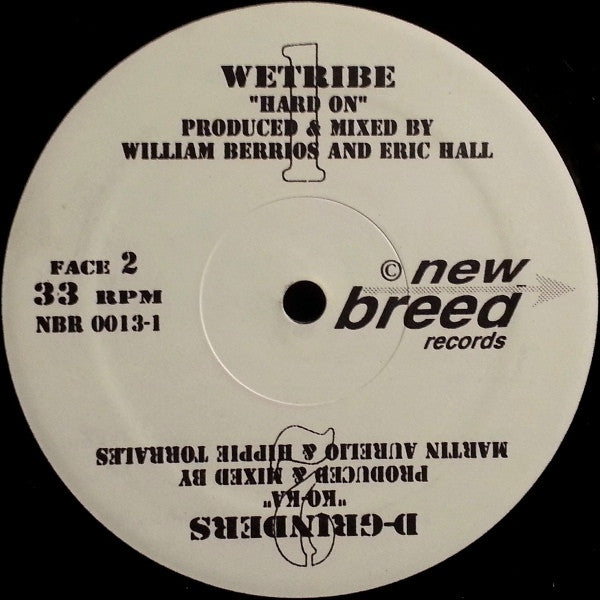 1
WETRIBE
"HARD ON"
PRODUCED & MIXED BY
WILLIAM BERRIOS AND ERIC HALL
FACE 2
33 RPM
NBR 0013-1
© new
breed
records
2
D-GRINDERS
"KO-KA"
PRODUCED & MIXED BY
MARTIN AURELIO & HIPPIE TORRALES